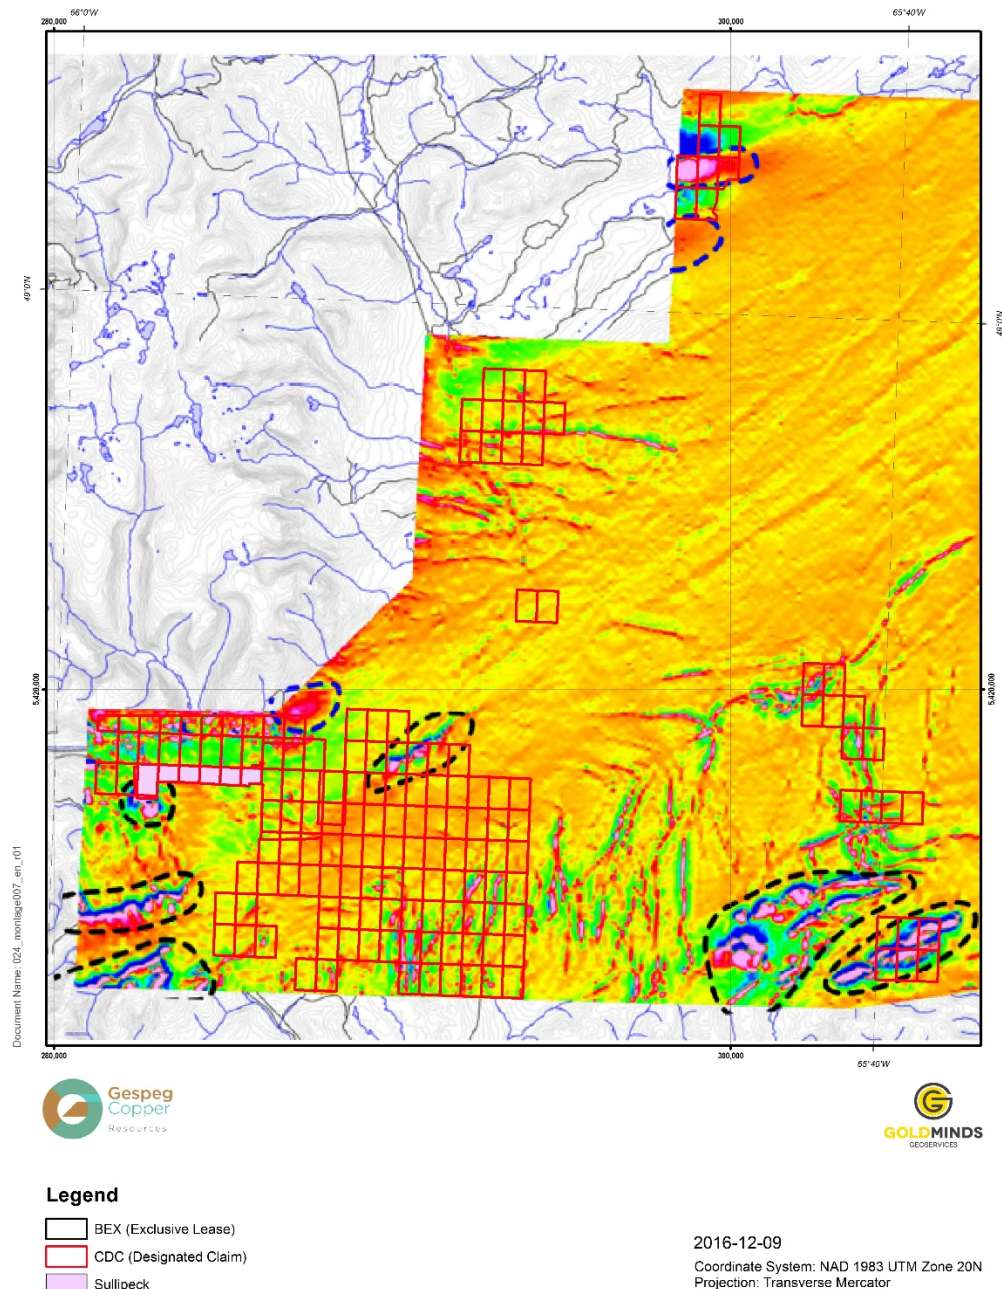 66°0'W
65°40'W
280,000
300,000
49°0'N
49°0'N
5,420,000
5,420,000
Document Name: 024_montage007_en_r01
280,000
300,000
65°40'W
Gespeg
Copper
Resources
GOLDMINDS
GEOSERVICES
Legend
BEX (Exclusive Lease)
CDC (Designated Claim)
Sullipeck
2016-12-09
Coordinate System: NAD 1983 UTM Zone 20N
Projection: Transverse Mercator